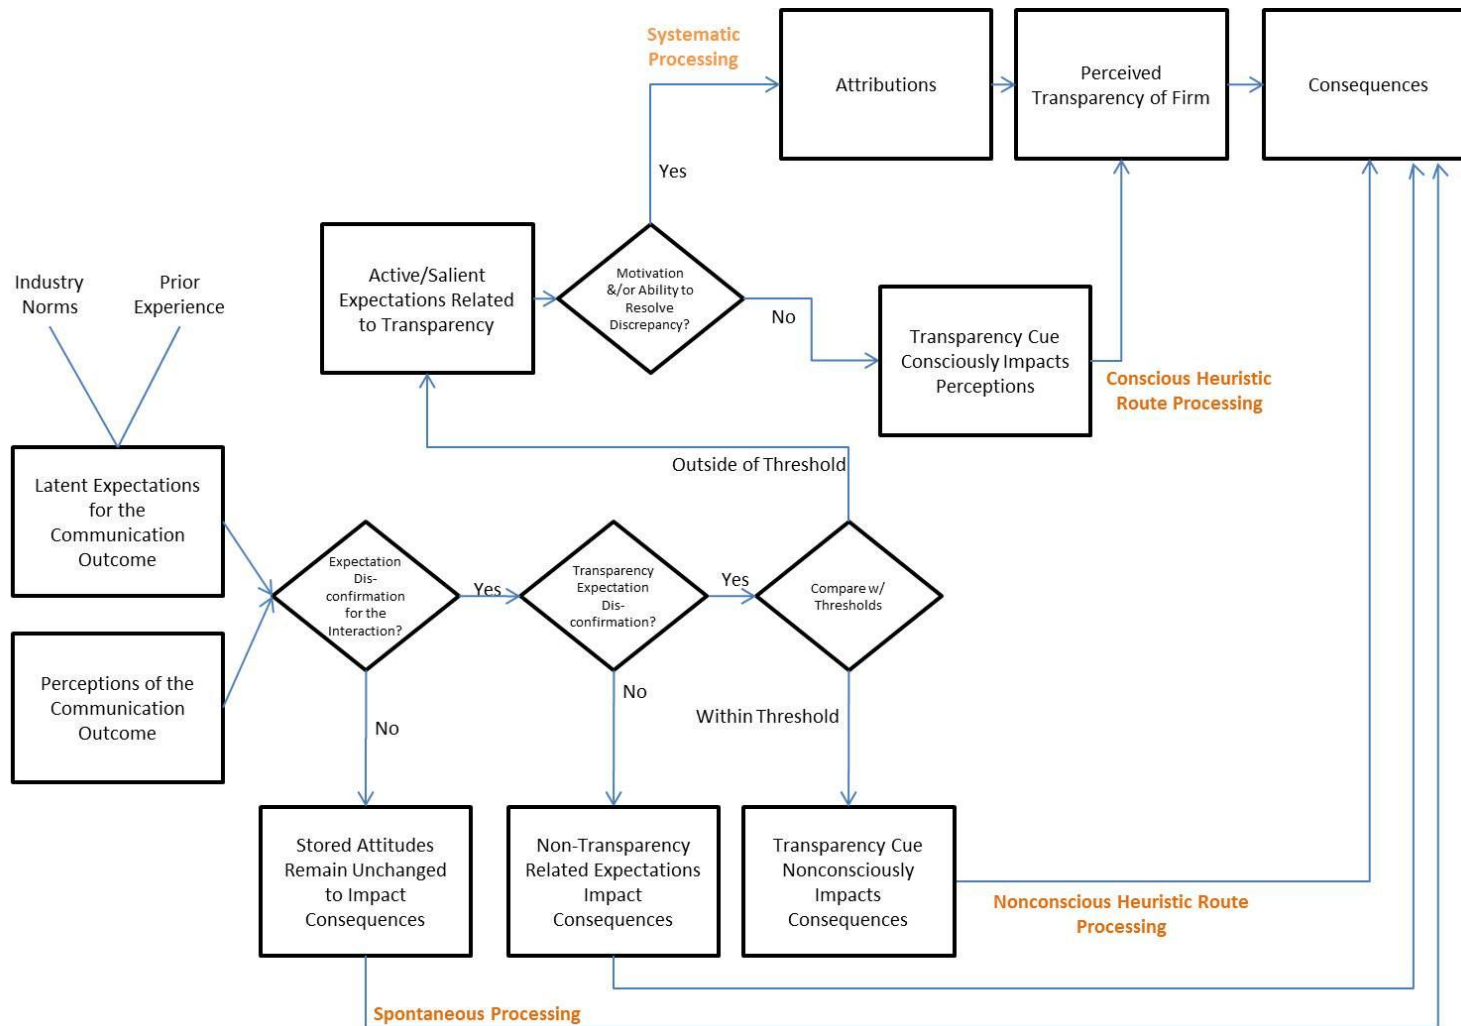 Systematic
Processing
Attributions
Perceived
Transparency of Firm
Consequences
Yes
Active/Salient
Expectations Related
to Transparency
Motivation
&/or Ability to
Resolve
Discrepancy?
No
Industry
Norms
Prior
Experience
Transparency Cue
Consciously Impacts
Perceptions
Conscious Heuristic
Route Processing
Outside of Threshold
Latent Expectations
for the
Communication
Outcome
Expectation
Dis-
confirmation
for the
Interaction?
Yes
Transparency
Expectation
Dis-
confirmation?
Yes
Compare w/
Thresholds
Perceptions of the
Communication
Outcome
No
No
Within Threshold
Stored Attitudes
Remain Unchanged
to Impact
Consequences
Non-Transparency
Related Expectations
Impact
Consequences
Transparency Cue
Nonconsciously
Impacts
Consequences
Nonconscious Heuristic Route
Processing
Spontaneous Processing